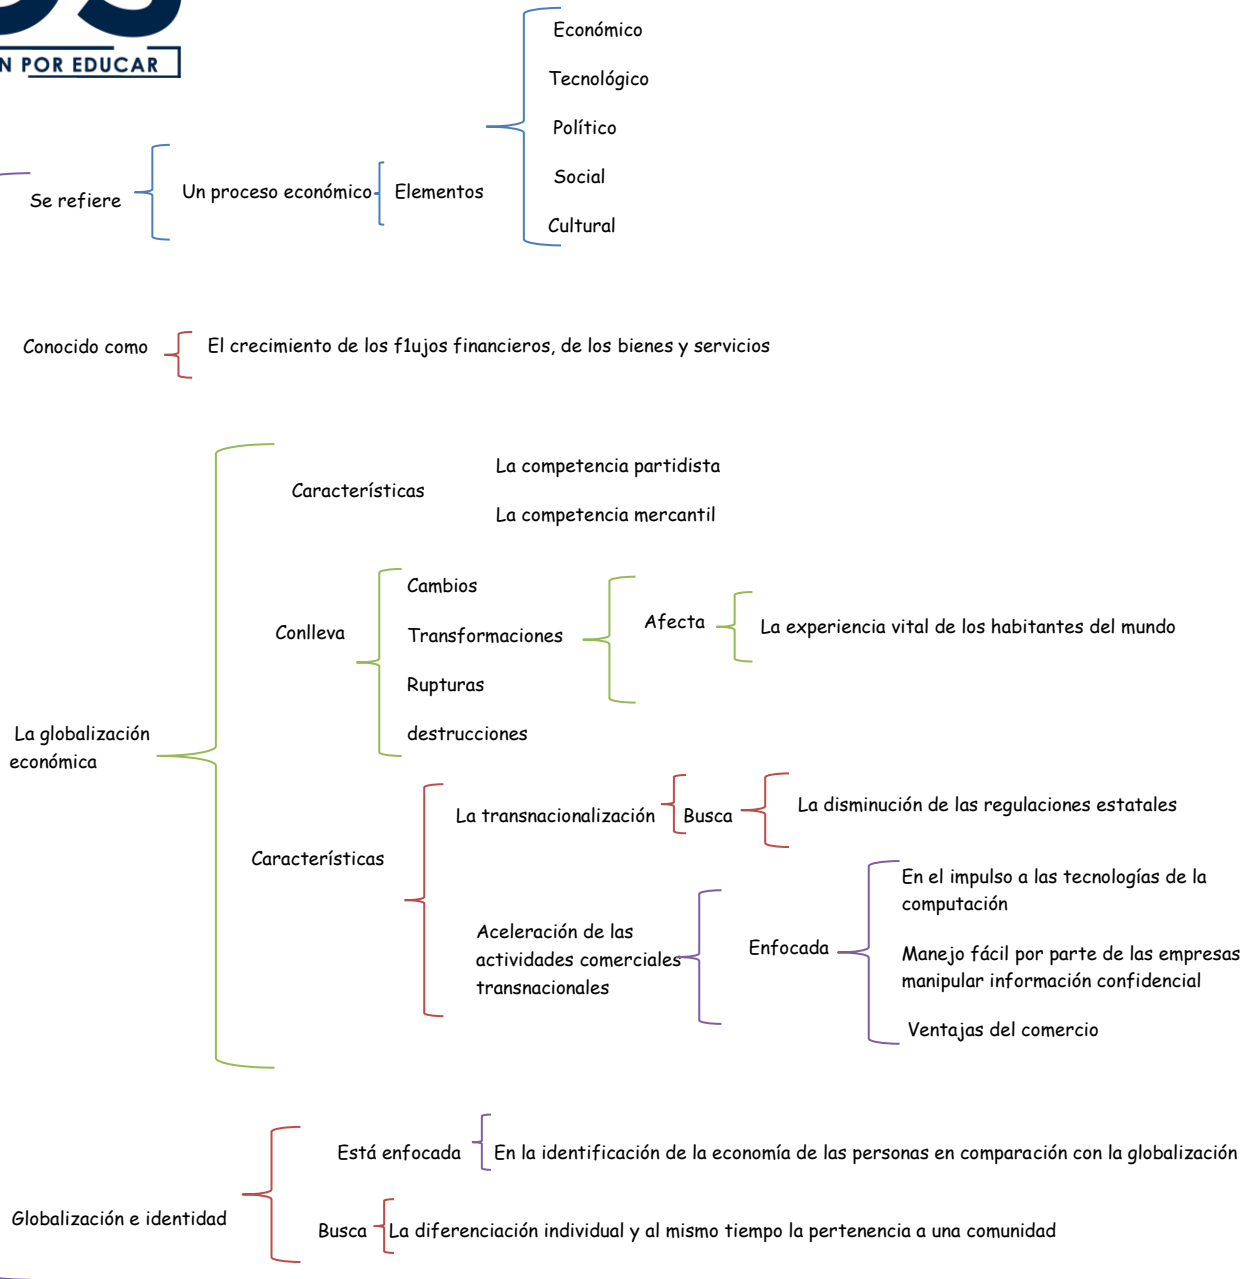 N POR EDUCAR
Económico
Tecnológico
Político
Social
Cultural
Se refiere
Un proceso económico
Elementos
Conocido como
El crecimiento de los f1ujos financieros, de los bienes y servicios
Características
La competencia partidista
La competencia mercantil
Conlleva
Cambios
Transformaciones
Rupturas
destrucciones
Afecta
La experiencia vital de los habitantes del mundo
La globalización
económica
Características
La transnacionalización
Busca
La disminución de las regulaciones estatales
Aceleración de las
actividades comerciales
transnacionales
Enfocada
En el impulso a las tecnologías de la
computación
Manejo fácil por parte de las empresas
manipular información confidencial
Ventajas del comercio
Globalización e identidad
Está enfocada
En la identificación de la economía de las personas en comparación con la globalización
Busca
La diferenciación individual y al mismo tiempo la pertenencia a una comunidad